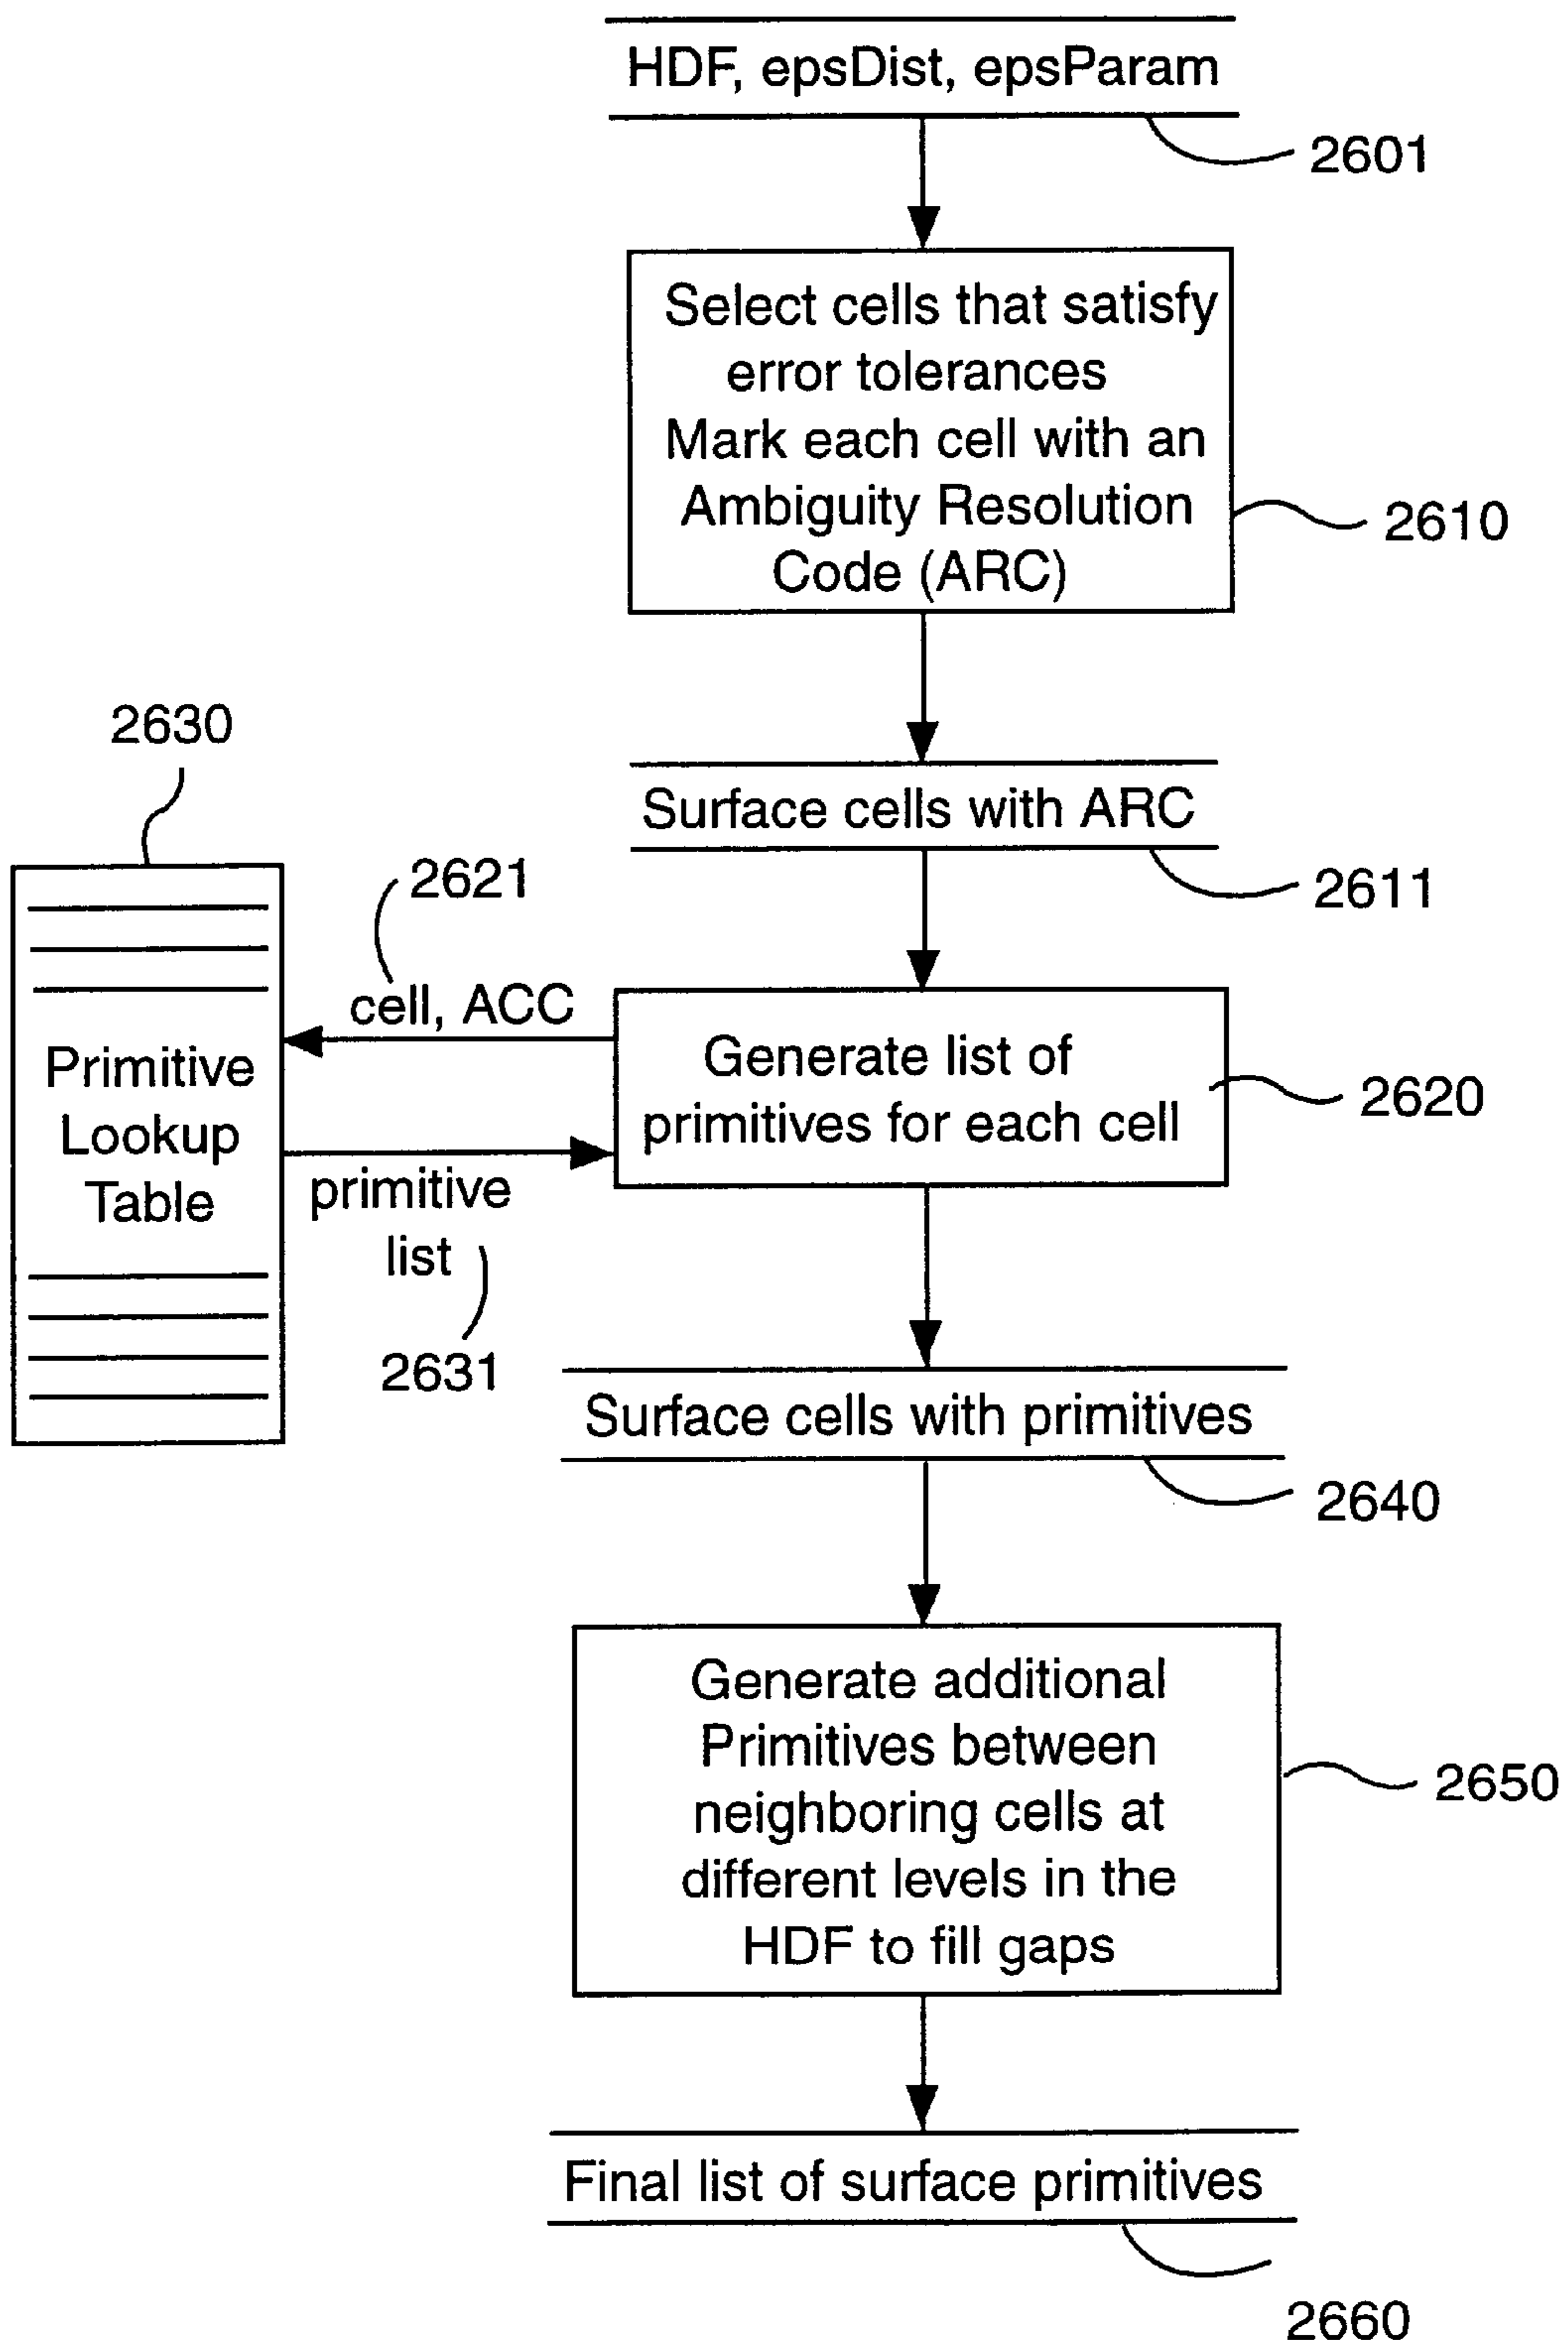 HDF, epsDist, epsParam
2601
Select cells that satisfy
error tolerances
Mark each cell with an
Ambiguity Resolution
Code (ARC)
2610
2630
Surface cells with ARC
2611
2621
cell, ACC
Primitive
Lookup
Table
Generate list of
primitives for each cell
2620
primitive
list
2631
Surface cells with primitives
2640
Generate additional
Primitives between
neighboring cells at
different levels in the
HDF to fill gaps
2650
Final list of surface primitives
2660